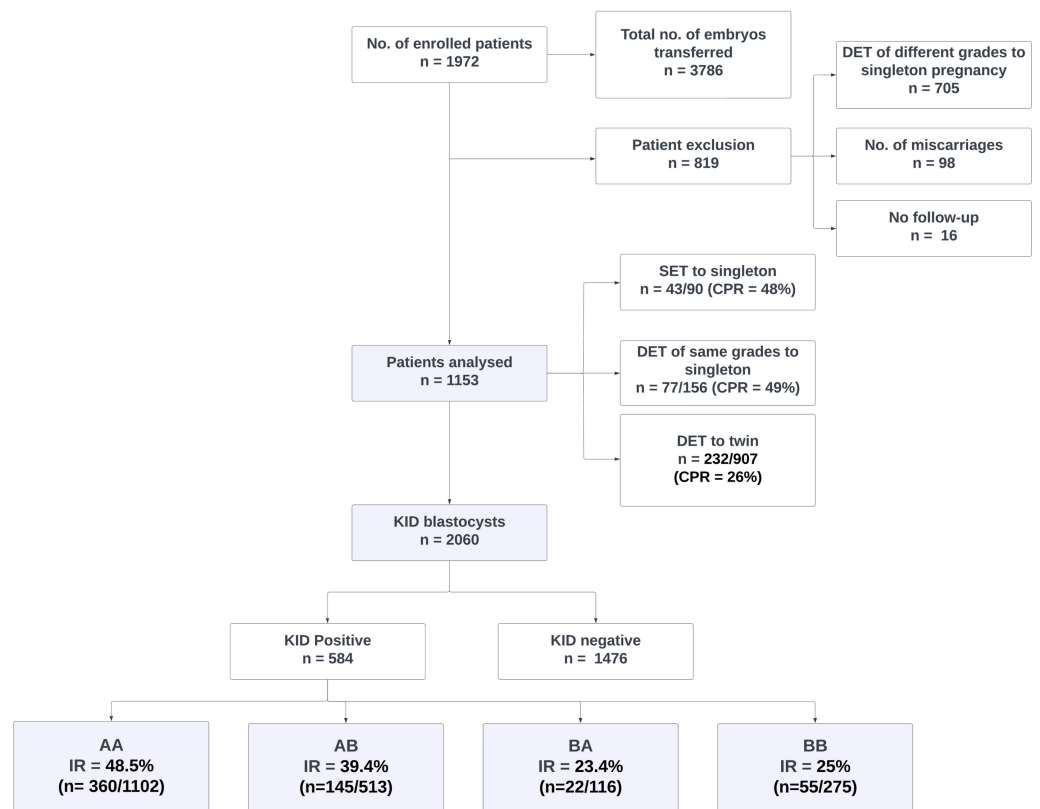 No. of enrolled patients
n = 1972
Total no. of embryos
transferred
n = 3786
DET of different grades to
singleton pregnancy
n = 705
Patient exclusion
n = 819
No. of miscarriages
n = 98
No follow-up
n = 16
SET to singleton
n = 43/90 (CPR = 48%)
Patients analysed
n = 1153
DET of same grades to
singleton
n = 77/156 (CPR = 49%)
DET to twin
n = 232/907
(CPR = 26%)
KID blastocysts
n = 2060
KID Positive
n = 584
KID negative
n = 1476
AA
IR = 48.5%
(n= 360/1102)
AB
IR = 39.4%
(n=145/513)
BA
IR = 23.4%
(n=22/116)
BB
IR = 25%
(n=55/275)